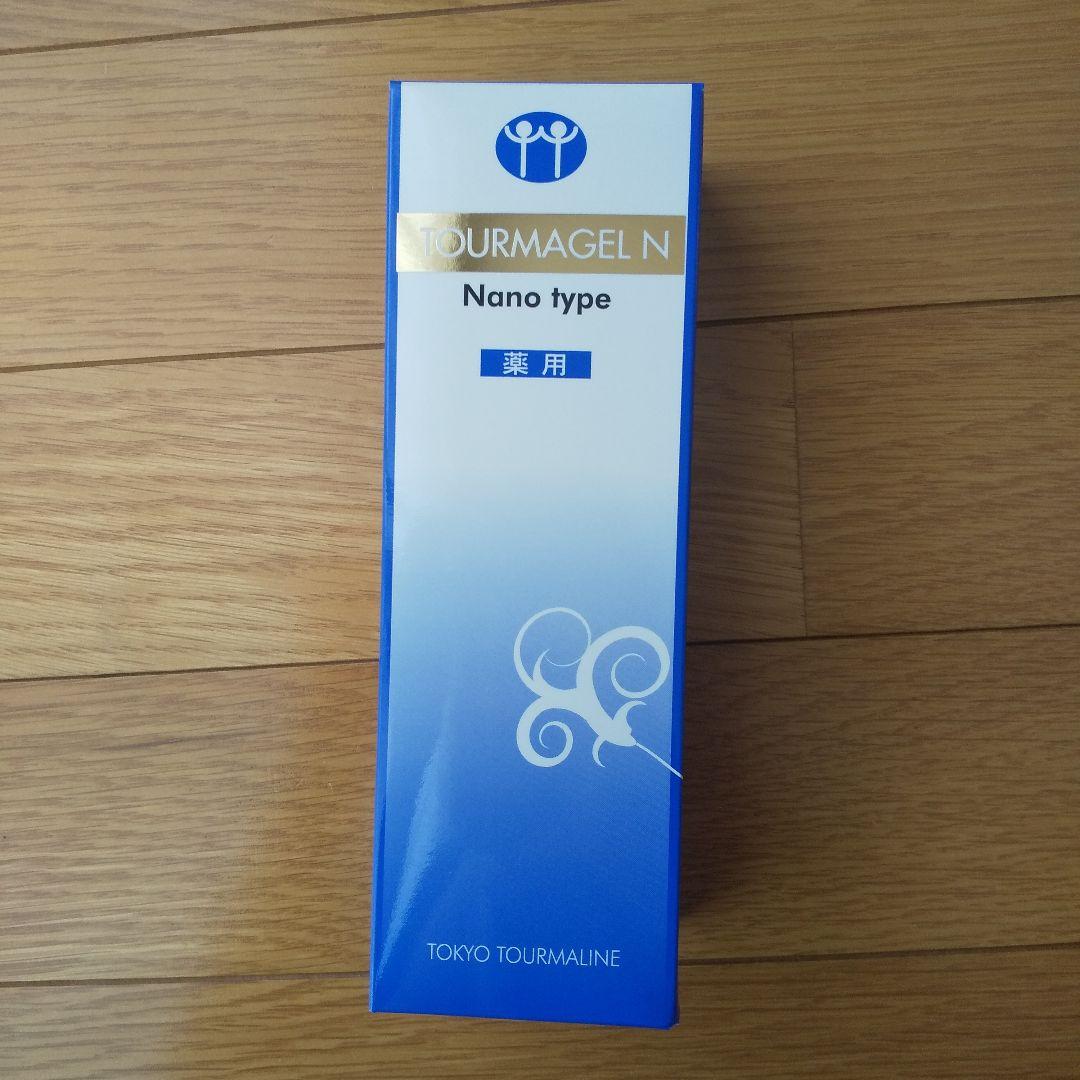 TOURMAGEL N
Nano type
薬用
TOKYO TOURMALINE